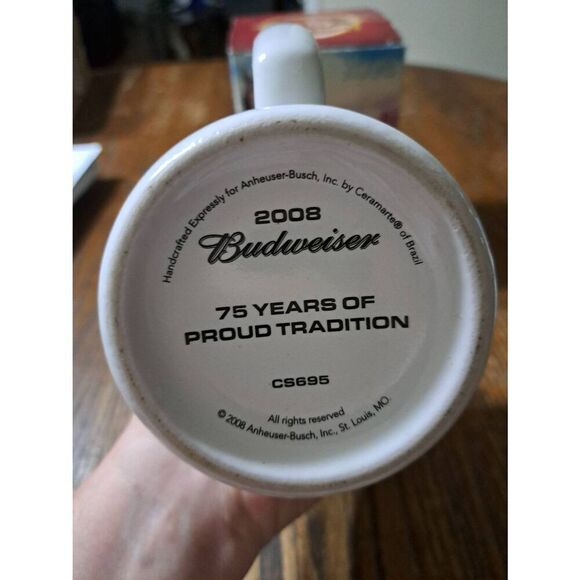 Handcrafted Expressly for Anheuser-Busch, Inc. by Ceramarte® of Brazil
2008
Budweiser
75 YEARS OF
PROUD TRADITION
CS695
All rights reserved
© 2008 Anheuser-Busch, Inc., St. Louis, MO.